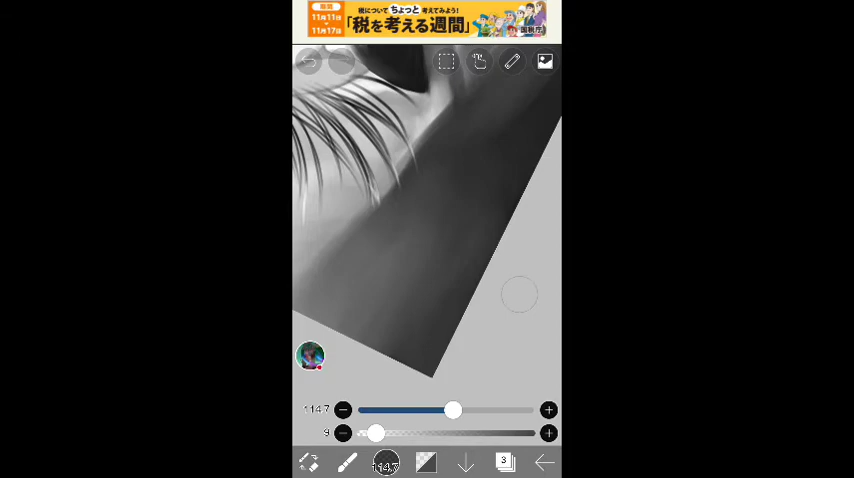 期間
11月11日
11月17日
税について ちょっと 考えてみよう!
「税を考える週間」
国税庁
114.7
9
114.7
3